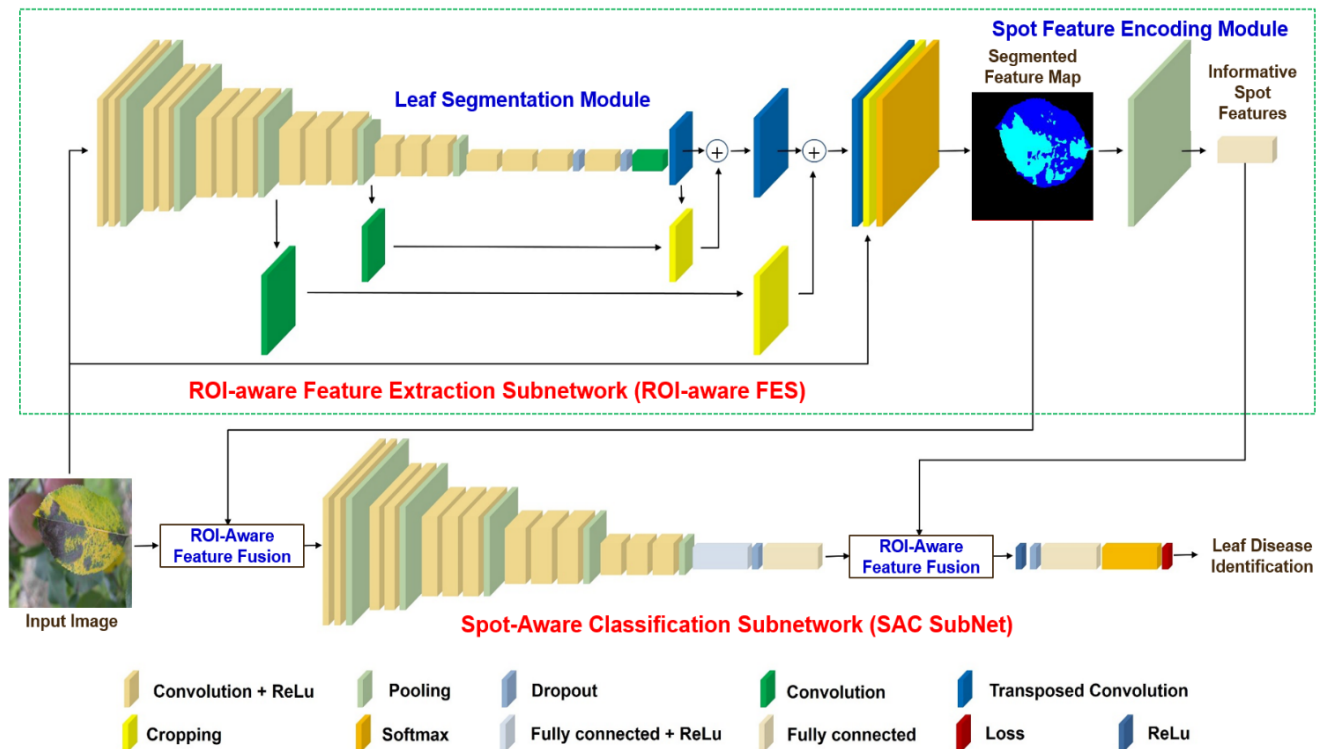 Spot Feature Encoding Module
Segmented
Feature Map
Informative
Spot
Features
Leaf Segmentation Module
+
+
ROI-aware Feature Extraction Subnetwork (ROI-aware FES)
ROI-Aware
Feature Fusion
ROI-Aware
Feature Fusion
Leaf Disease
Identification
Input Image
Spot-Aware Classification Subnetwork (SAC SubNet)
Convolution + ReLu
Pooling
Dropout
Convolution
Transposed Convolution
Cropping
Softmax
Fully connected + ReLu
Fully connected
Loss
ReLu